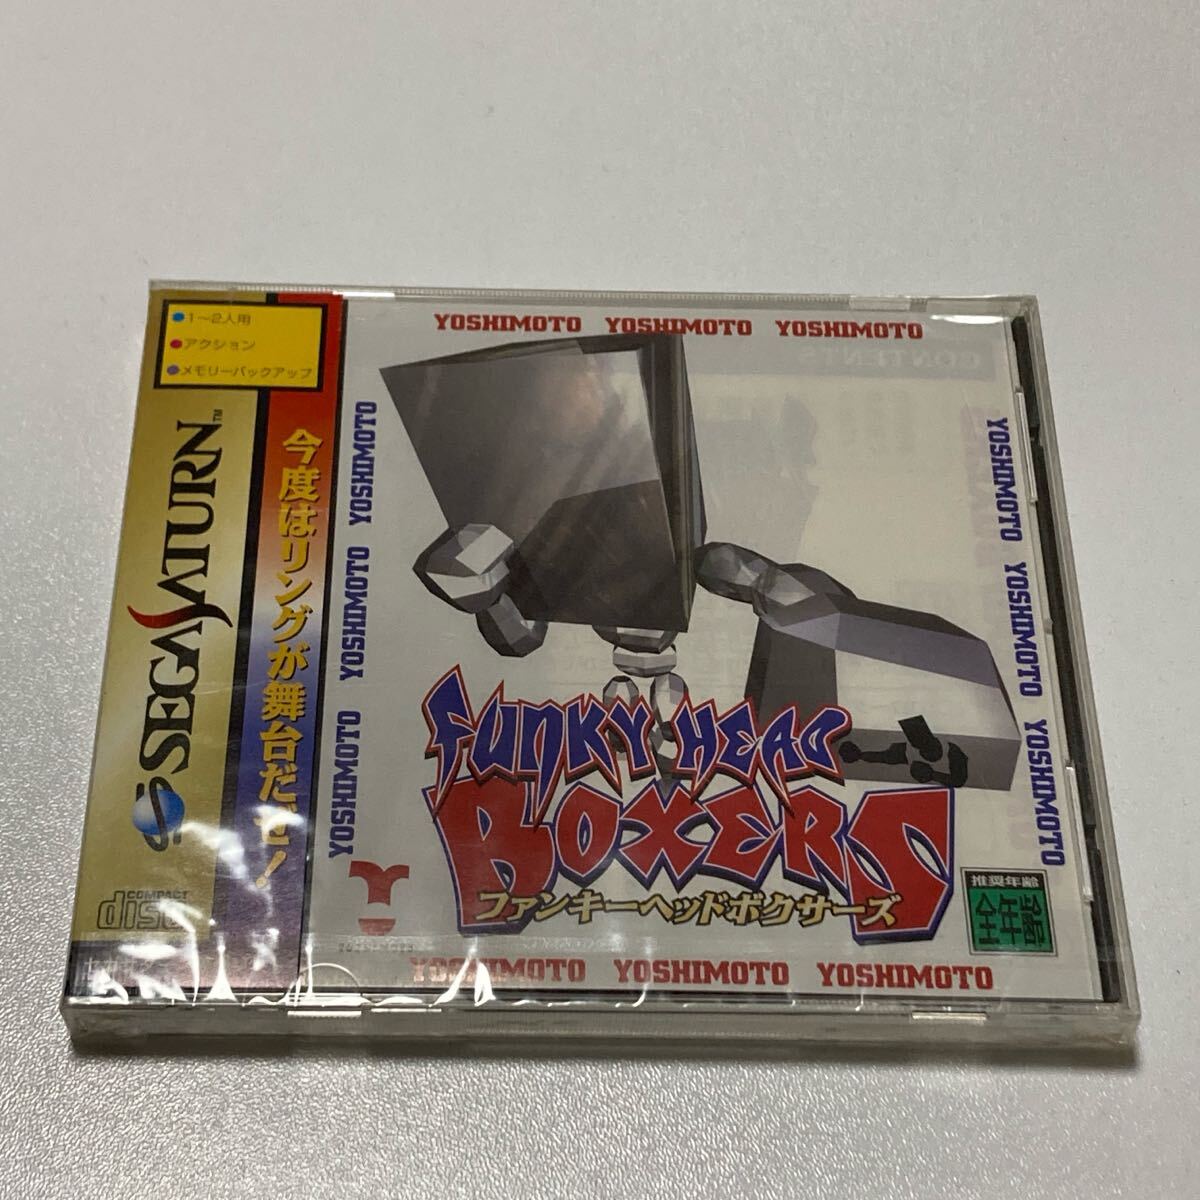 1〜2人用
アクション
メモリーバックアップ
SEGA SATURN™
今度はリングが舞台だぜ!
COMPACT
disc
YOSHIMOTO YOSHIMOTO YOSHIMOTO
YOSHIMOTO YOSHIMOTO YOSHIMOTO
CONTENTS
YOSHIMOTO YOSHIMOTO YOSHIMOTO
FUNKY HEAD
BOXERS
ファンキーヘッドボクサーズ
推奨年齢
全年齢
YOSHIMOTO YOSHIMOTO YOSHIMOTO